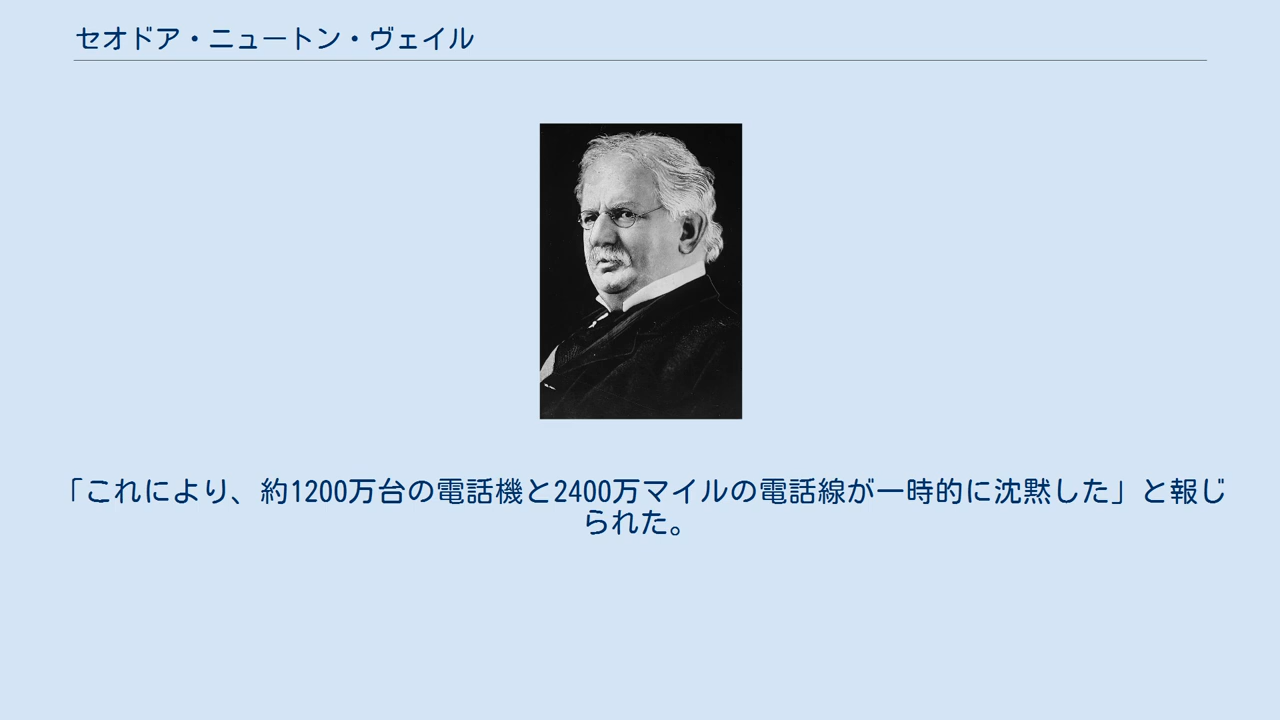 セオドア・ニュートン・ヴェイル
「これにより、約1200万台の電話機と2400万マイルの電話線が一時的に沈黙した」と報じ
られた。